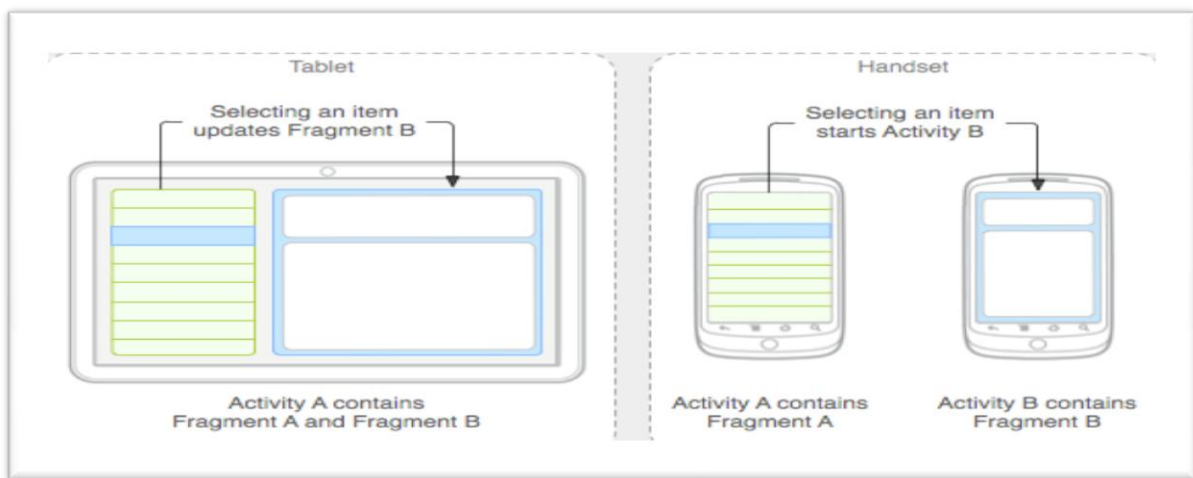 Tablet
Selecting an item
updates Fragment B
Activity A contains
Fragment A and Fragment B
Handset
Selecting an item
starts Activity B
Activity A contains
Fragment A
Activity B contains
Fragment B